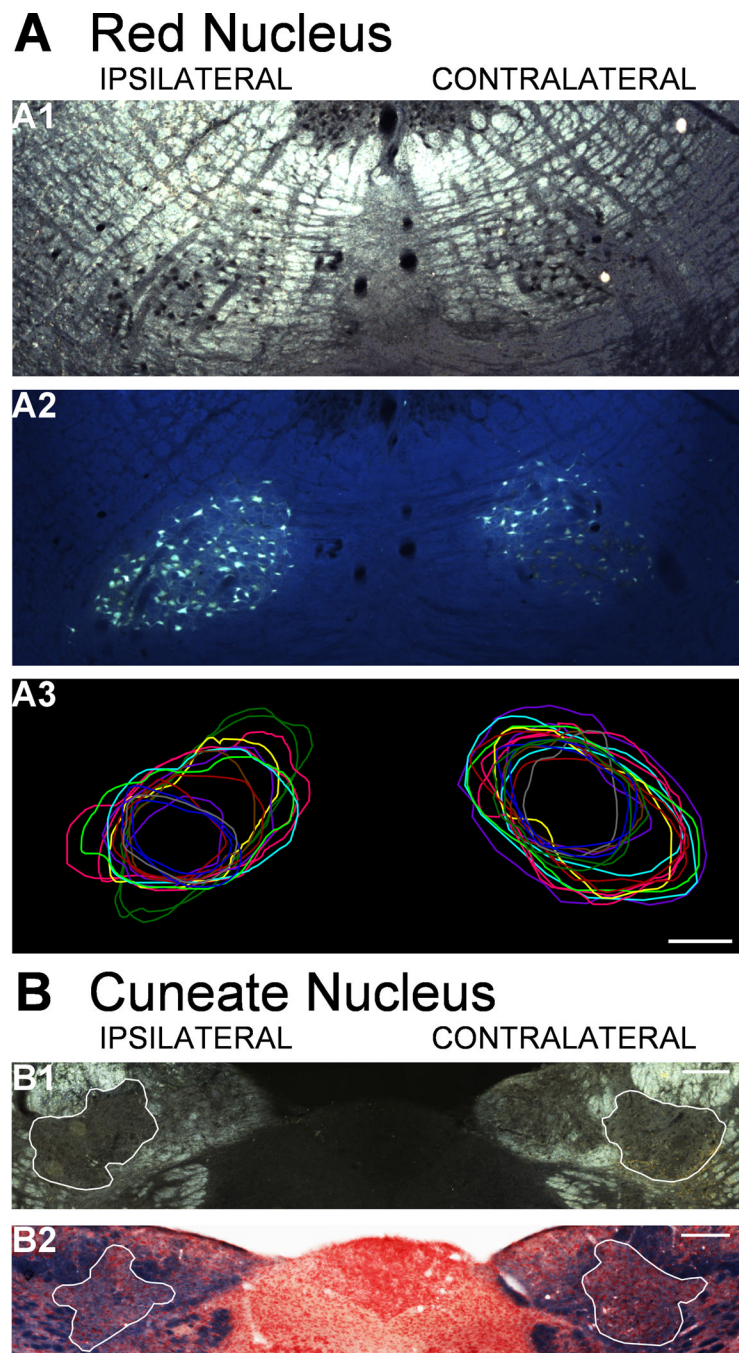 A Red Nucleus
IPSILATERAL CONTRALATERAL
A1
A2
A3
B Cuneate Nucleus
IPSILATERAL CONTRALATERAL
B1
B2